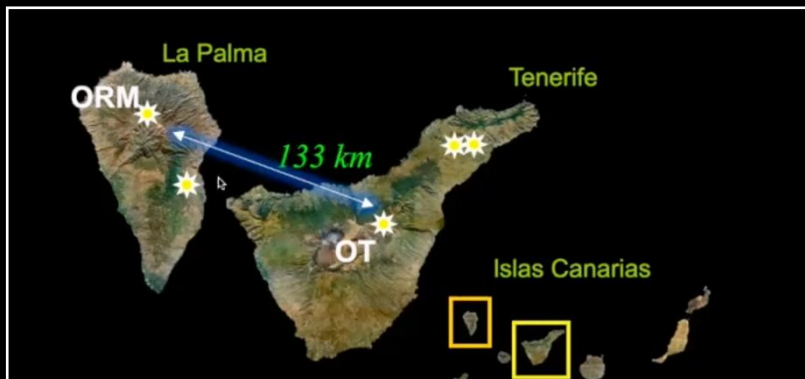 La Palma
Tenerife
ORM
133 km
OT
Islas Canarias